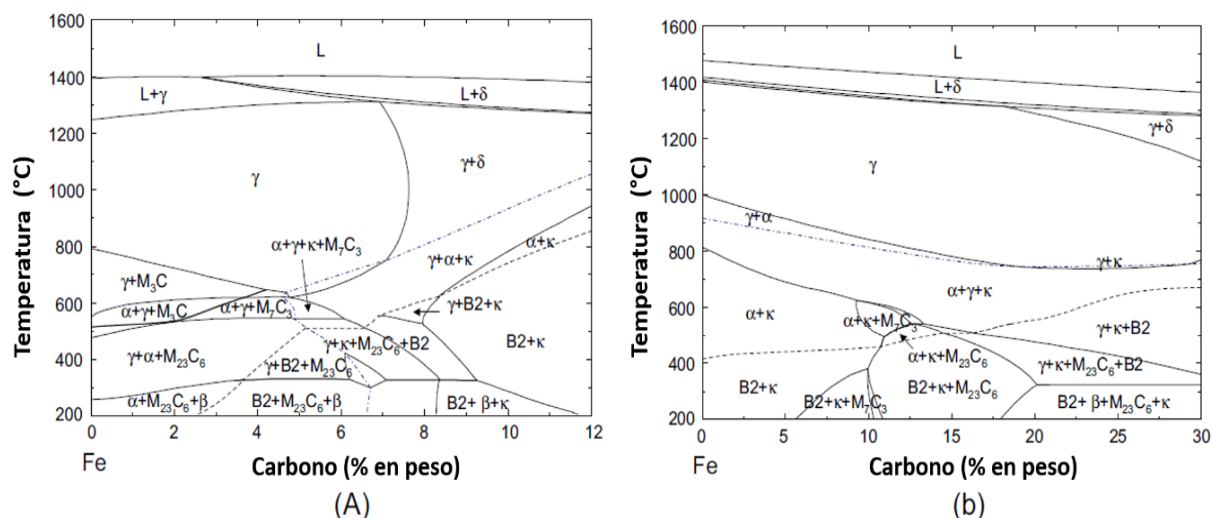 1600
1400
1200
1000
800
600
400
200
Temperatura (°C)
L
L+γ
L+δ
γ
γ+δ
α+γ+κ+M₇C₃
α+κ
γ+α+κ
γ+M₃C
α+γ+M₃C
α+γ+M₇C₃
γ+B2+κ
γ+κ+M₂₃C₆+B2
B2+κ
γ+α+M₂₃C₆
γ+B2+M₂₃C₆
α+M₂₃C₆+β
B2+M₂₃C₆+β
B2+ β+κ
0 2 4 6 8 10 12
Fe
Carbono (% en peso)
(A)
1600
1400
1200
1000
800
600
400
200
Temperatura (°C)
L
L+δ
γ+δ
γ
γ+α
γ+κ
α+γ+κ
α+κ
α+κ+M₇C₃
γ+κ+B2
α+κ+M₂₃C₆
γ+κ+M₂₃C₆+B2
B2+κ
B2+κ+M₂₃C₆
B2+κ+M₇C₃
B2+ β+M₂₃C₆+κ
0 5 10 15 20 25 30
Fe
Carbono (% en peso)
(b)